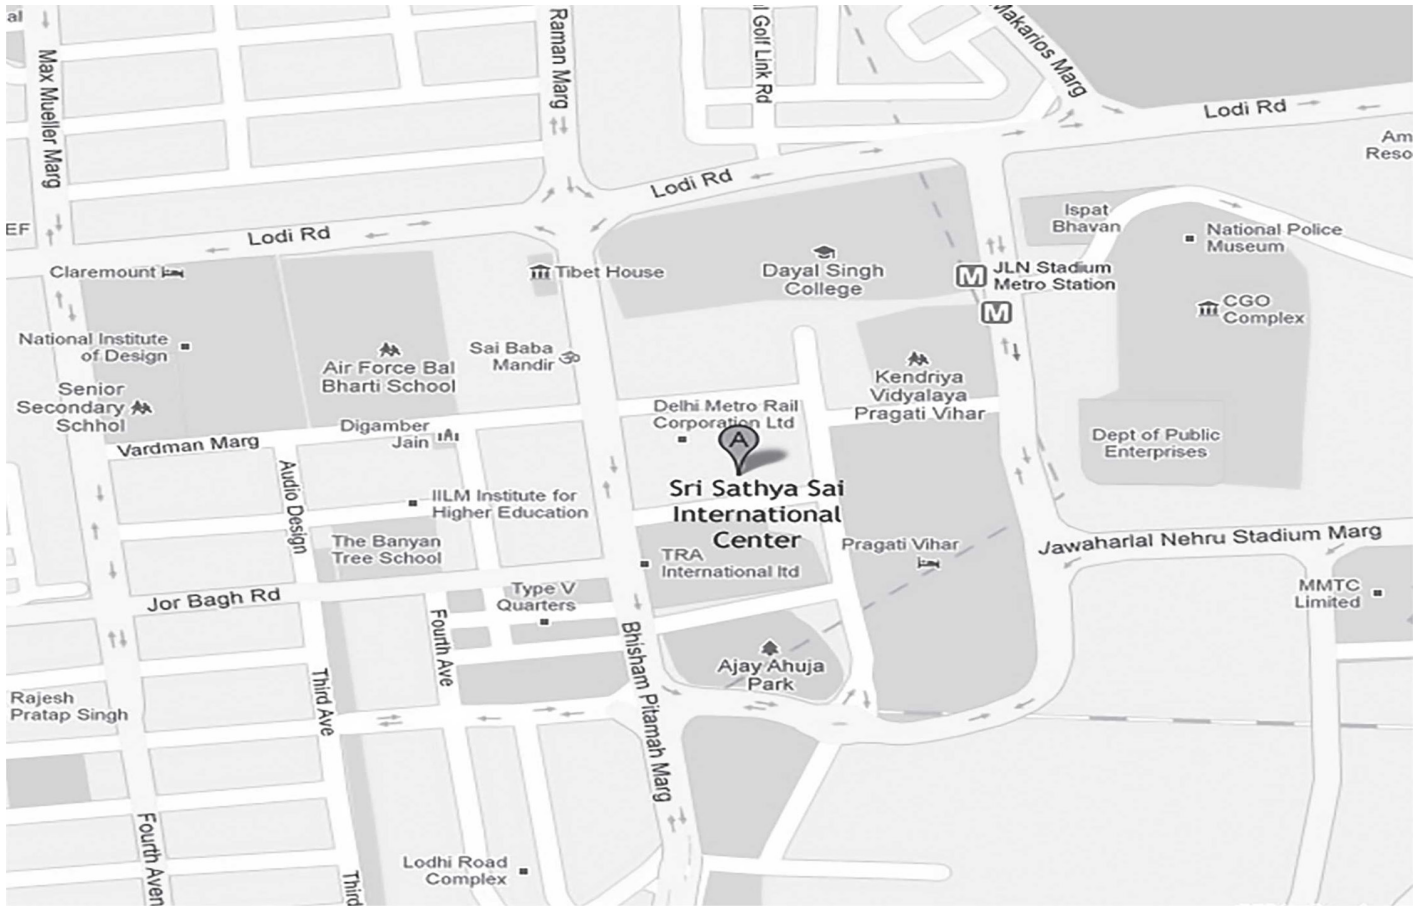 al
Max Mueller Marg
Raman Marg
l Golf Link Rd
Makarios Marg
Lodi Rd
Am
Reso
Lodi Rd
Lodi Rd
EF
Ispat
Bhavan
National Police
Museum
Claremount
Tibet House
Dayal Singh
College
M
JLN Stadium
Metro Station
M
CGO
Complex
National Institute
of Design
Air Force Bal
Bharti School
Sai Baba
Mandir
ॐ
Kendriya
Vidyalaya
Pragati Vihar
Senior
Secondary
Schhol
Digamber
Jain
Delhi Metro Rail
Corporation Ltd
A
Vardman Marg
Dept of Public
Enterprises
Audio Design
IILM Institute for
Higher Education
Sri Sathya Sai
International
Center
The Banyan
Tree School
TRA
International ltd
Pragati Vihar
Jawaharlal Nehru Stadium Marg
Jor Bagh Rd
Type V
Quarters
MMTC
Limited
Fourth Ave
Bhisham Pitamah Marg
Ajay Ahuja
Park
Third Ave
Rajesh
Pratap Singh
Fourth Aven
Third
Lodhi Road
Complex